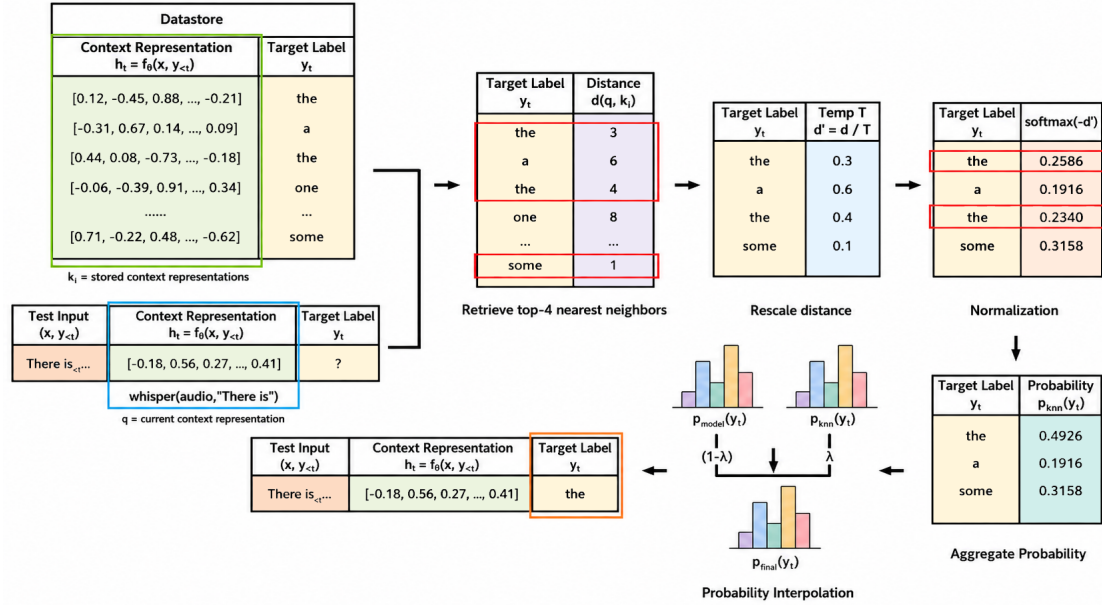 Datastore
Context Representation
h_t = f_θ(x, y_{<t})
Target Label
y_t
[0.12, -0.45, 0.88, ..., -0.21]
the
[-0.31, 0.67, 0.14, ..., 0.09]
a
[0.44, 0.08, -0.73, ..., -0.18]
the
[-0.06, -0.39, 0.91, ..., 0.34]
one
......
...
[0.71, -0.22, 0.48, ..., -0.62]
some
k_i = stored context representations
Test Input
(x, y_{<t})
Context Representation
h_t = f_θ(x, y_{<t})
Target Label
y_t
There is_{<t}...
[-0.18, 0.56, 0.27, ..., 0.41]
?
whisper(audio,"There is")
q = current context representation
Target Label
y_t
Distance
d(q, k_i)
the 3
a 6
the 4
one 8
... ...
some 1
Retrieve top-4 nearest neighbors
Target Label
y_t
Temp T
d' = d / T
the 0.3
a 0.6
the 0.4
some 0.1
Rescale distance
Target Label
y_t
softmax(-d')
the 0.2586
a 0.1916
the 0.2340
some 0.3158
Normalization
Target Label
y_t
Probability
p_{knn}(y_t)
the 0.4926
a 0.1916
some 0.3158
Aggregate Probability
p_{model}(y_t)
p_{knn}(y_t)
(1-λ)
λ
p_{final}(y_t)
Probability Interpolation
Test Input
(x, y_{<t})
Context Representation
h_t = f_θ(x, y_{<t})
Target Label
y_t
There is_{<t}...
[-0.18, 0.56, 0.27, ..., 0.41]
the